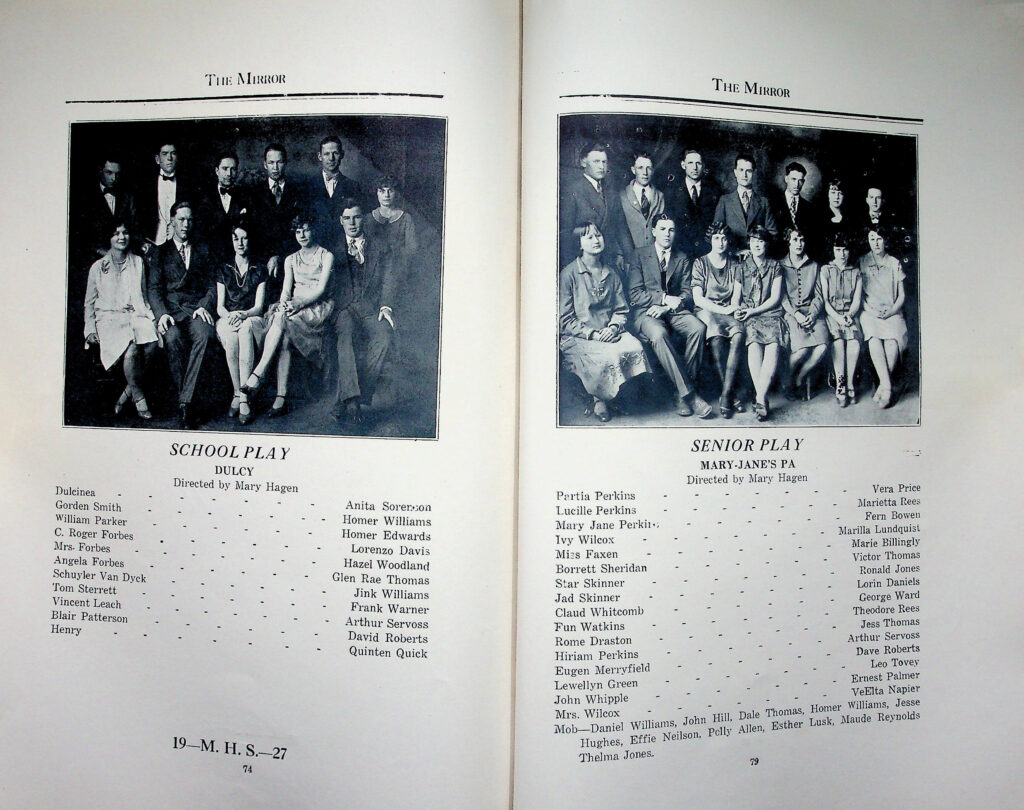 THE MIRROR
SCHOOL PLAY
DULCY
Directed by Mary Hagen
Dulcinea - - - - - Anita Sorenson
Gorden Smith - - - - - Homer Williams
William Parker - - - - - Homer Edwards
C. Roger Forbes - - - - - Lorenzo Davis
Mrs. Forbes - - - - - Hazel Woodland
Angela Forbes - - - - - Glen Rae Thomas
Schuyler Van Dyck - - - - - Jink Williams
Tom Sterrett - - - - - Frank Warner
Vincent Leach - - - - - Arthur Servoss
Blair Patterson - - - - - David Roberts
Henry - - - - - Quinten Quick
19—M. H. S.—27
74
THE MIRROR
SENIOR PLAY
MARY-JANE'S PA
Directed by Mary Hagen
Pertia Perkins - - - - - Vera Price
Lucille Perkins - - - - - Marietta Rees
Mary Jane Perkins - - - - - Fern Bowen
Ivy Wilcox - - - - - Marilla Lundquist
Miss Faxen - - - - - Marie Billingly
Borrett Sheridan - - - - - Victor Thomas
Star Skinner - - - - - Ronald Jones
Jad Skinner - - - - - Lorin Daniels
Claud Whitcomb - - - - - George Ward
Fun Watkins - - - - - Theodore Rees
Rome Draston - - - - - Jess Thomas
Hiriam Perkins - - - - - Arthur Servoss
Eugen Merryfield - - - - - Dave Roberts
Lewellyn Green - - - - - Leo Tovey
John Whipple - - - - - Ernest Palmer
Mrs. Wilcox - - - - - VeElta Napier
Mob—Daniel Williams, John Hill, Dale Thomas, Homer Williams, Jesse
Hughes, Effie Neilson, Polly Allen, Esther Lusk, Maude Reynolds
Thelma Jones.
79